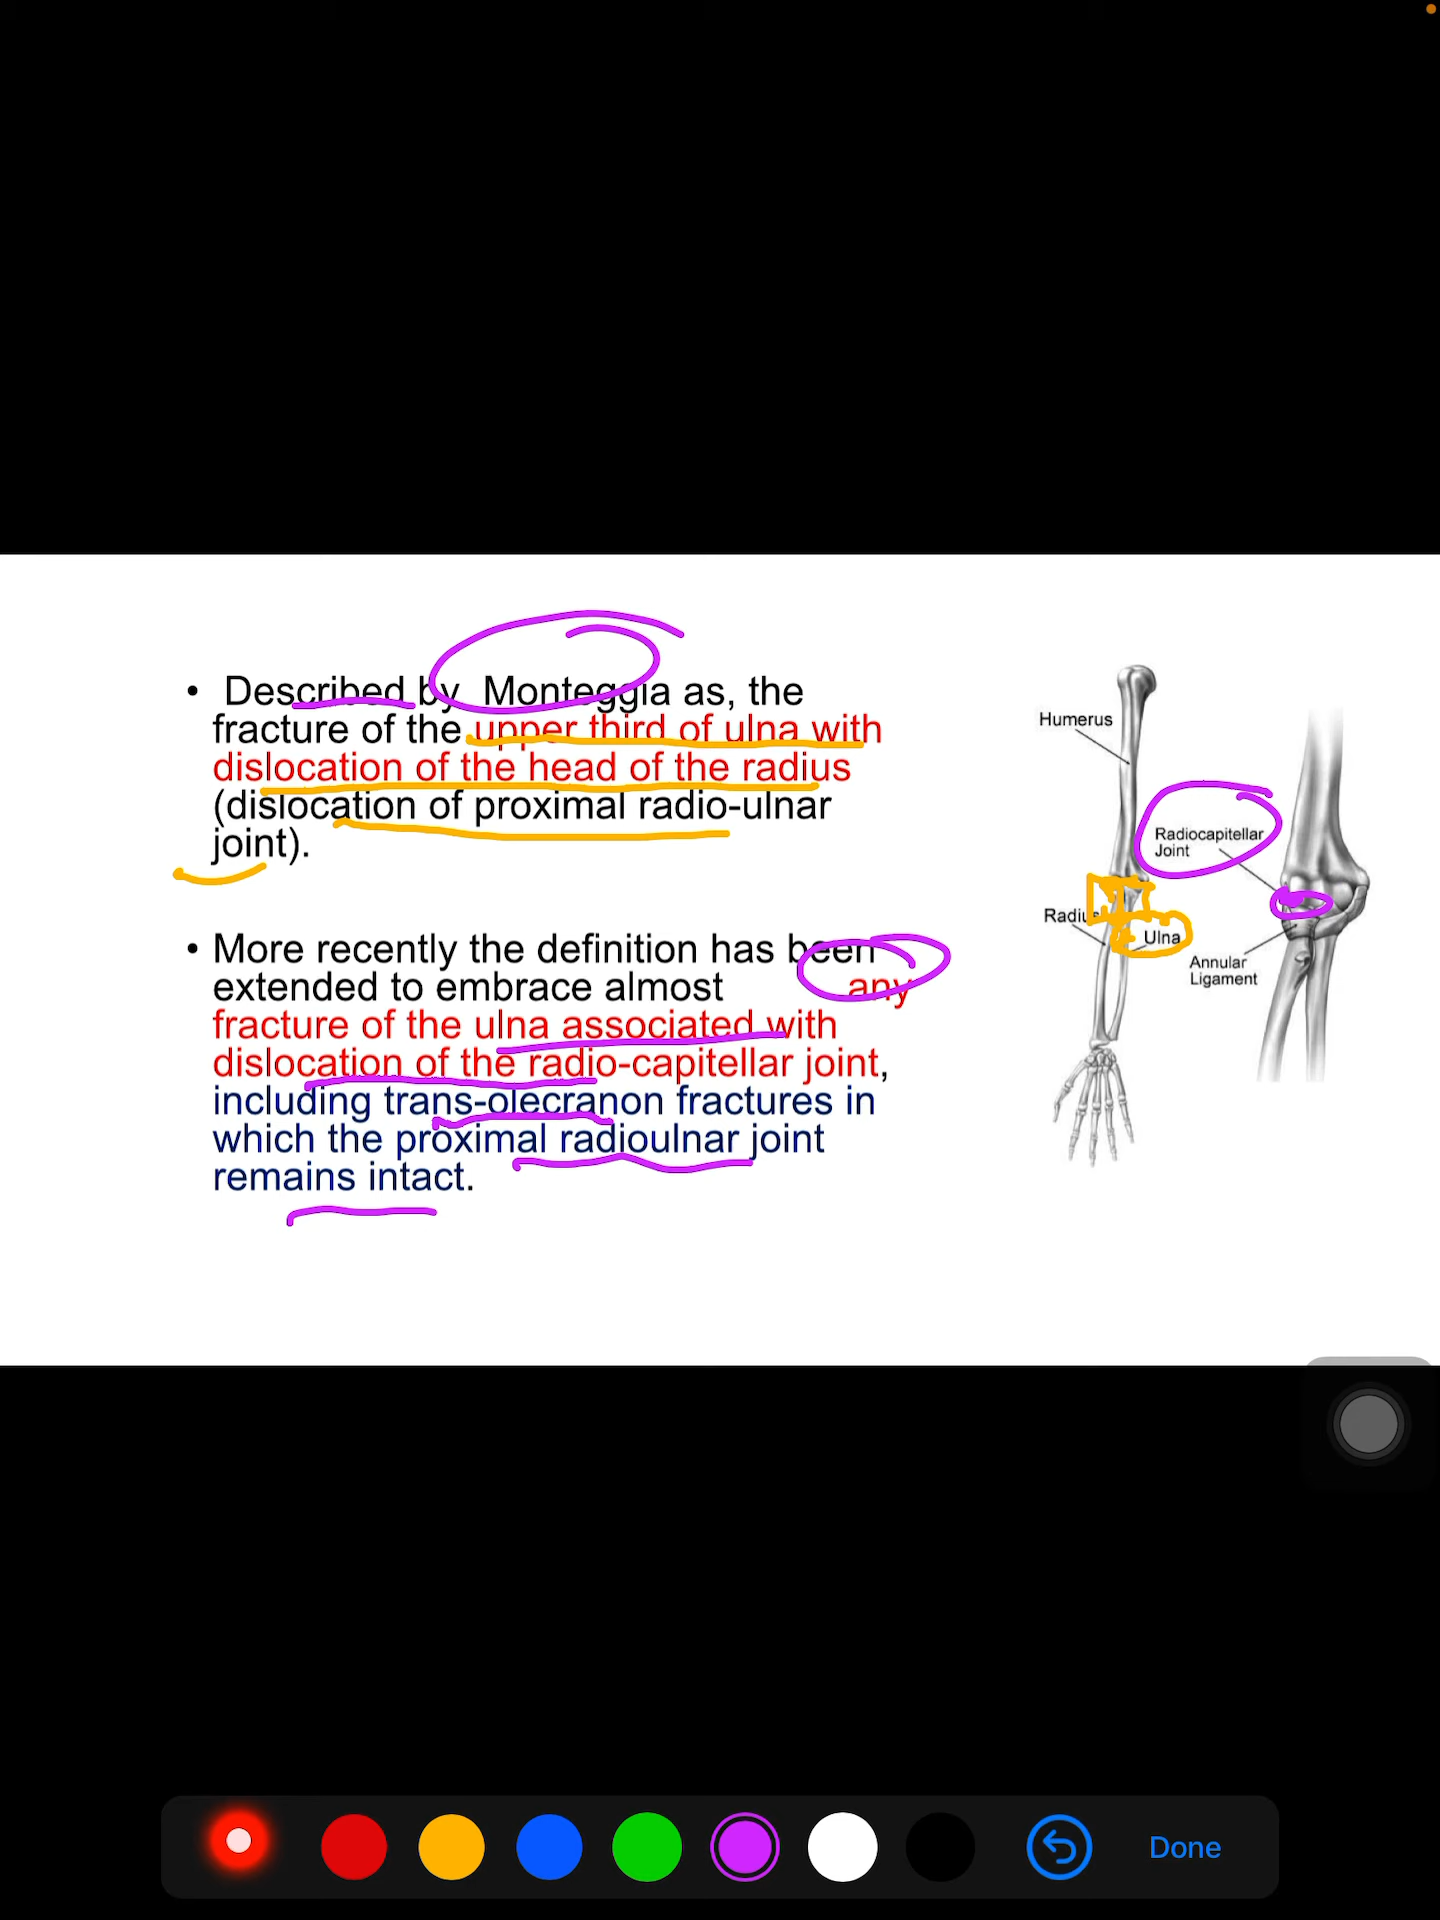 • Described by Monteggia as, the
fracture of the upper third of ulna with
dislocation of the head of the radius
(dislocation of proximal radio-ulnar
joint).
• More recently the definition has been
extended to embrace almost any
fracture of the ulna associated with
dislocation of the radio-capitellar joint,
including trans-olecranon fractures in
which the proximal radioulnar joint
remains intact.
Humerus
Radiocapitellar
Joint
Radius
Ulna
Annular
Ligament
Done